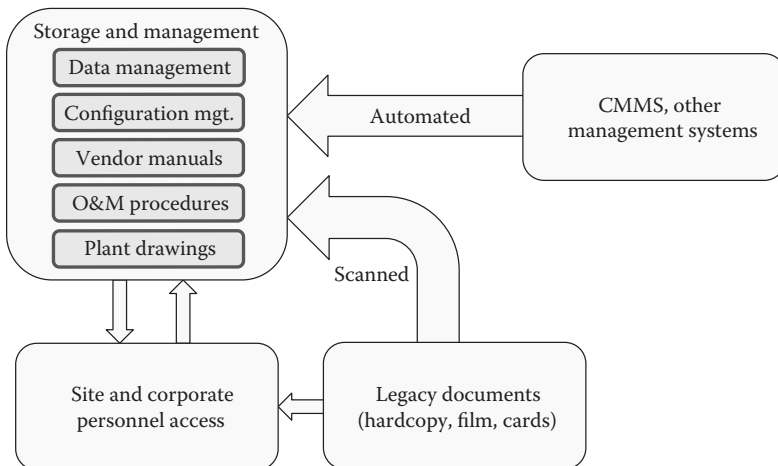 Storage and management
Data management
Configuration mgt.
Vendor manuals
O&M procedures
Plant drawings
Automated
CMMS, other
management systems
Scanned
Site and corporate
personnel access
Legacy documents
(hardcopy, film, cards)